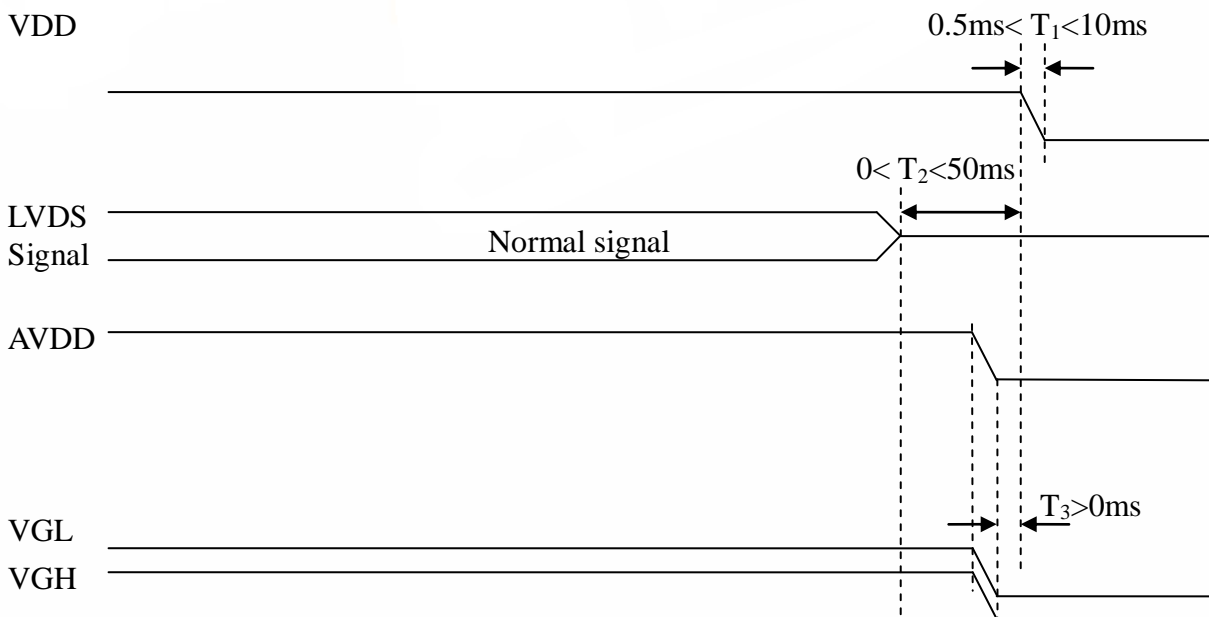 VDD
0.5ms< T₁<10ms
0< T₂<50ms
LVDS
Signal
Normal signal
AVDD
T₃>0ms
VGL
VGH